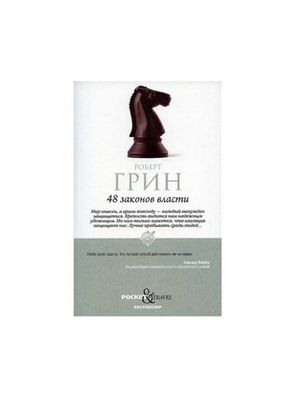 РОБЕРТ
ГРИН
48 законов власти
Мир опасен, а враги повсюду — каждый вынужден
защищаться. Крепость видится нам надежным
убежищем. Но нам только кажется, что изоляция
защищает нас. Лучше пребывать среди людей...
POCKET&TRAVEL
БЕСТСЕЛЛЕР